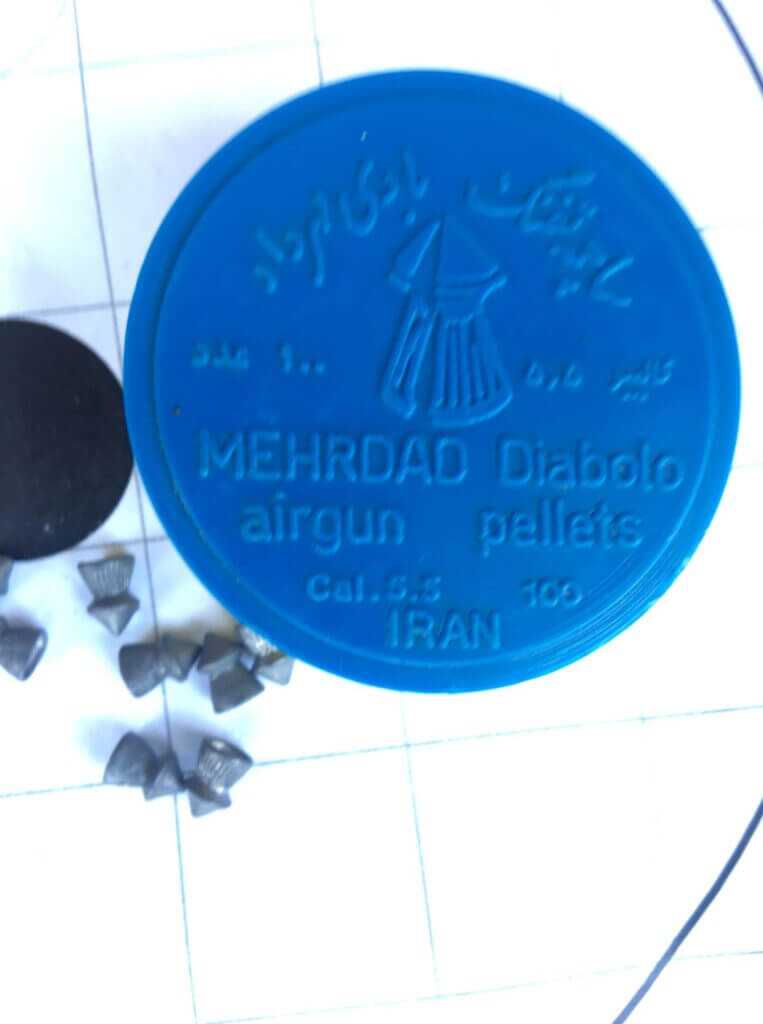 ساچمه تفنگ بادی مهرداد
کالیبر ۵٫۵ ۱۰۰ عدد
MEHRDAD Diabolo
airgun pellets
Cal. 5.5 100
IRAN